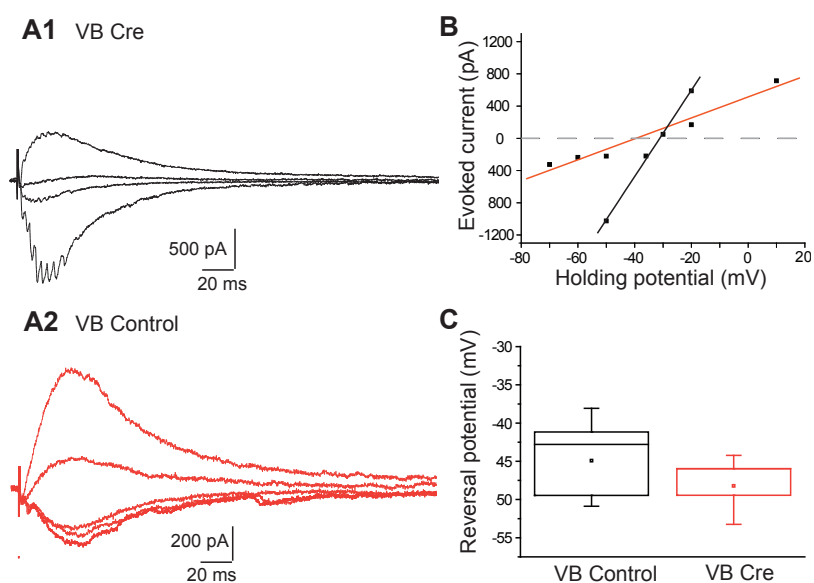 A1 VB Cre
500 pA
20 ms
A2 VB Control
200 pA
20 ms
B
Evoked current (pA)
1200
800
400
0
400
800
-1200
-80 -60 -40 -20 0 20
Holding potential (mV)
C
Reversal potential (mV)
-30
-35
-40
45
50
-55
VB Control VB Cre